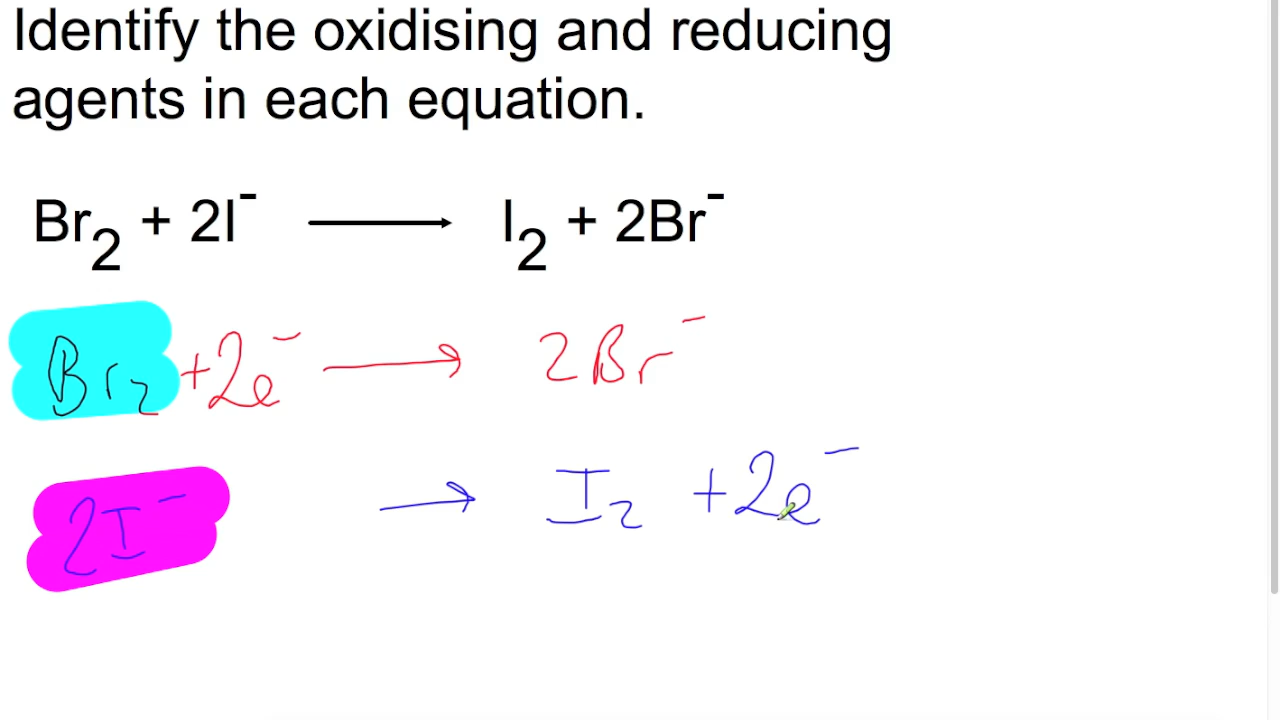 Identify the oxidising and reducing
agents in each equation.
Br₂ + 2I⁻ ⟶ I₂ + 2Br⁻
Br₂ +2e⁻ ⟶ 2Br⁻
2I⁻ ⟶ I₂ +2e⁻